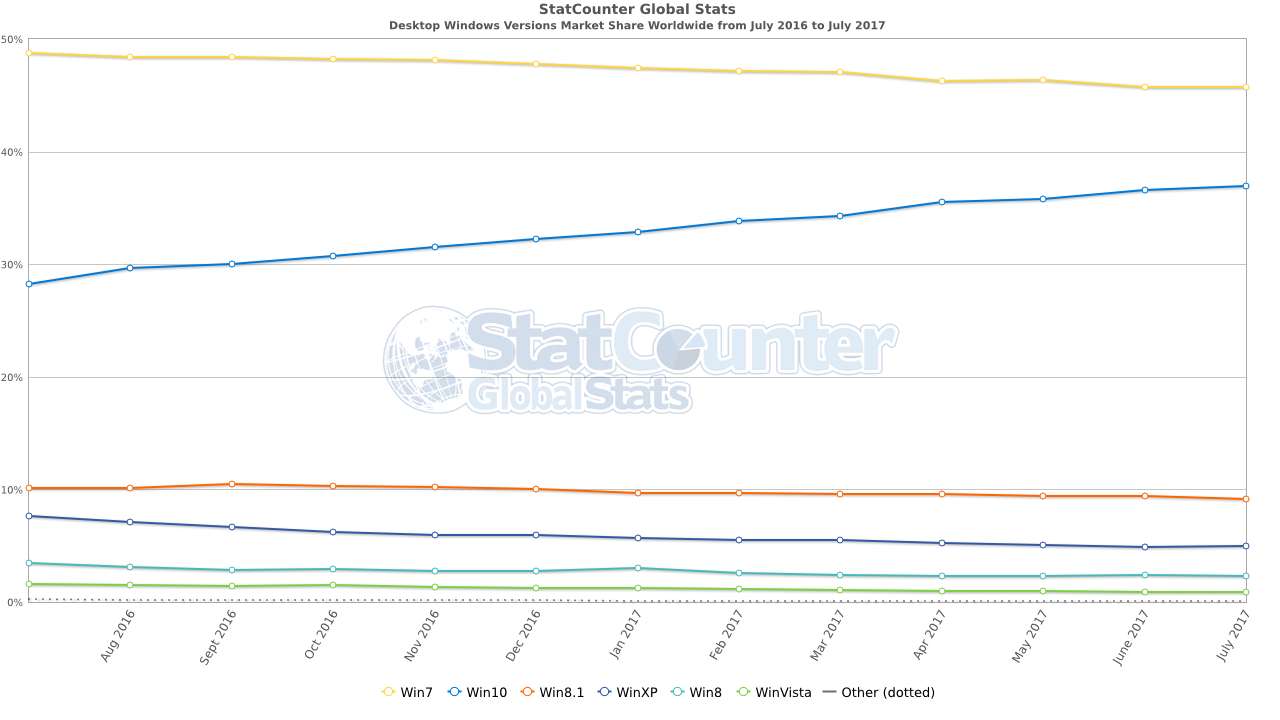 StatCounter Global Stats
Desktop Windows Versions Market Share Worldwide from July 2016 to July 2017
50%
40%
30%
20%
10%
0%
StatCounter
GlobalStats
Aug 2016 Sept 2016 Oct 2016 Nov 2016 Dec 2016 Jan 2017 Feb 2017 Mar 2017 Apr 2017 May 2017 June 2017 July 2017
Win7 Win10 Win8.1 WinXP Win8 WinVista Other (dotted)